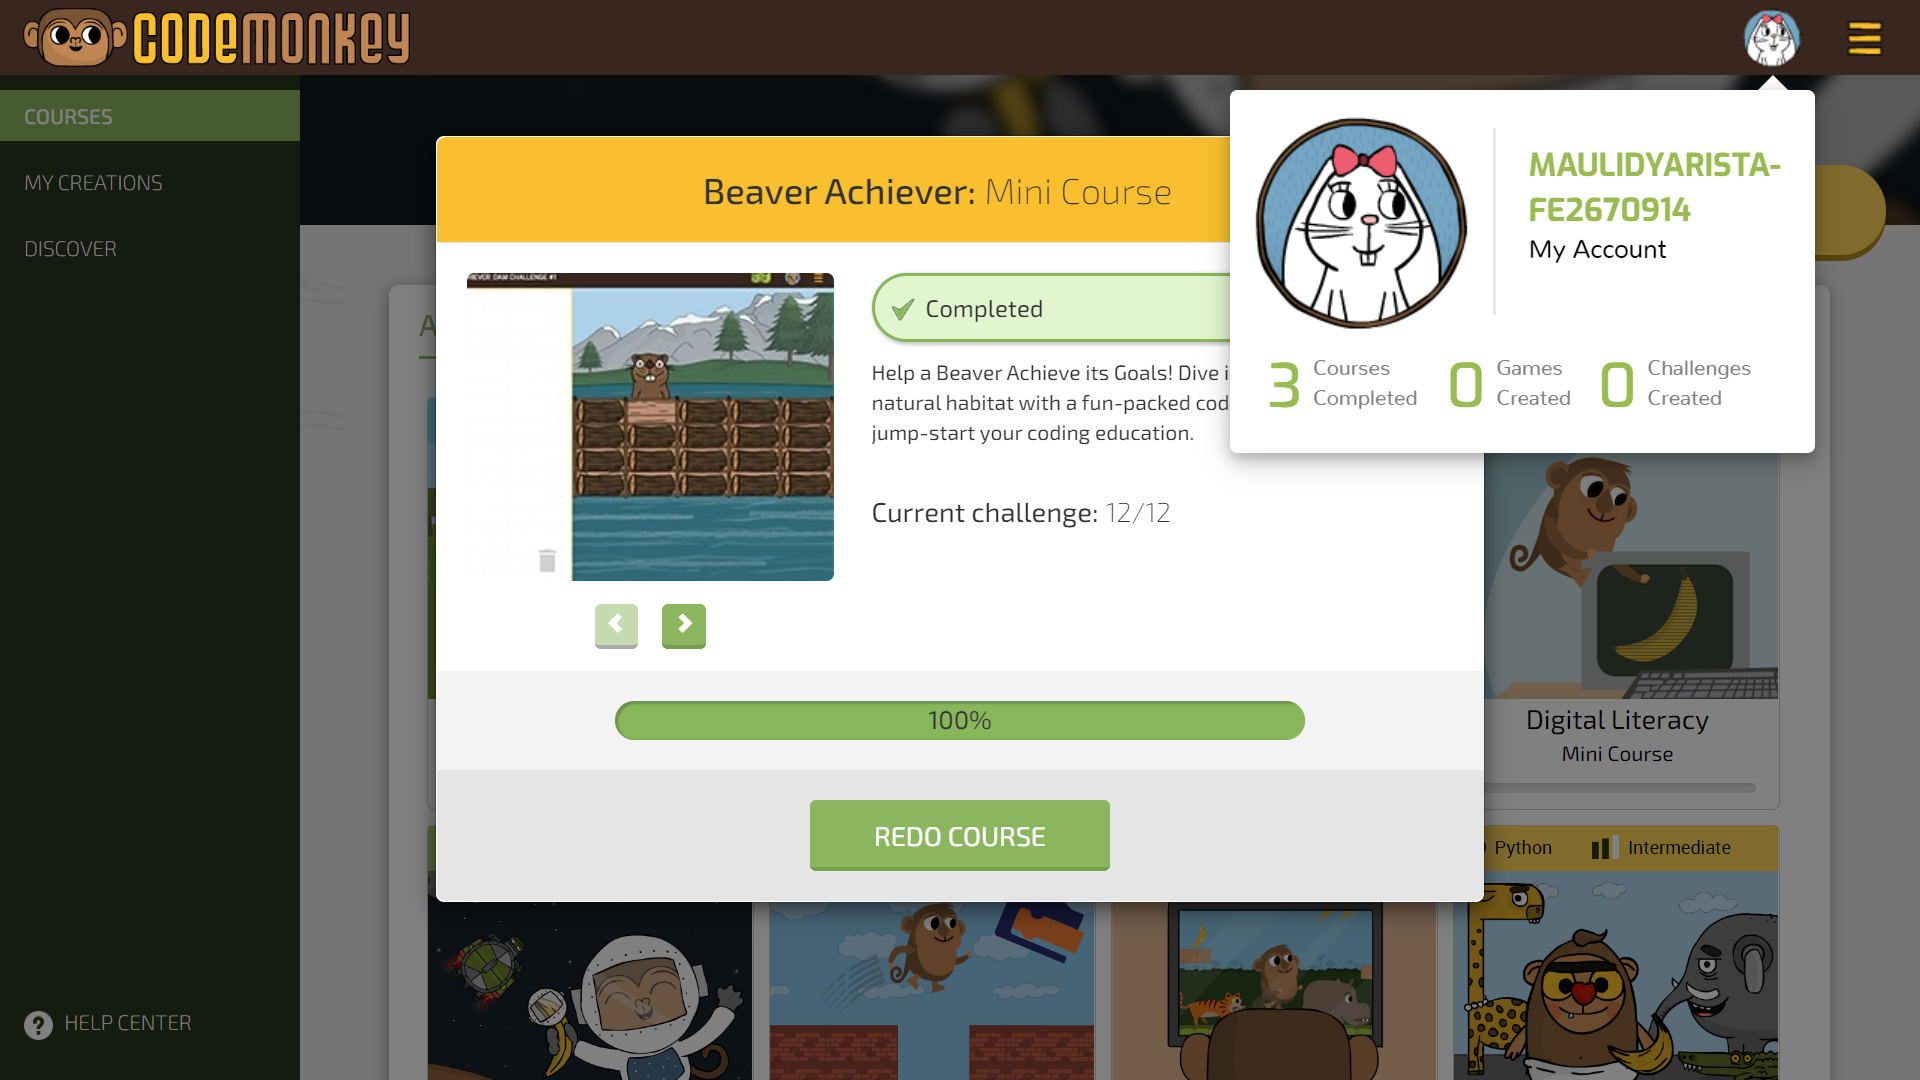 CODEMONKEY
COURSES
MY CREATIONS
DISCOVER
HELP CENTER
Beaver Achiever: Mini Course
Completed
Help a Beaver Achieve its Goals! Dive
natural habitat with a fun-packed
jump-start your coding education.
Current challenge: 12/12
100%
REDO COURSE
MAULIDYARISTA-
FE2670914
My Account
3 Courses Completed
0 Games Created
0 Challenges Created
Digital Literacy
Mini Course
Python
Intermediate